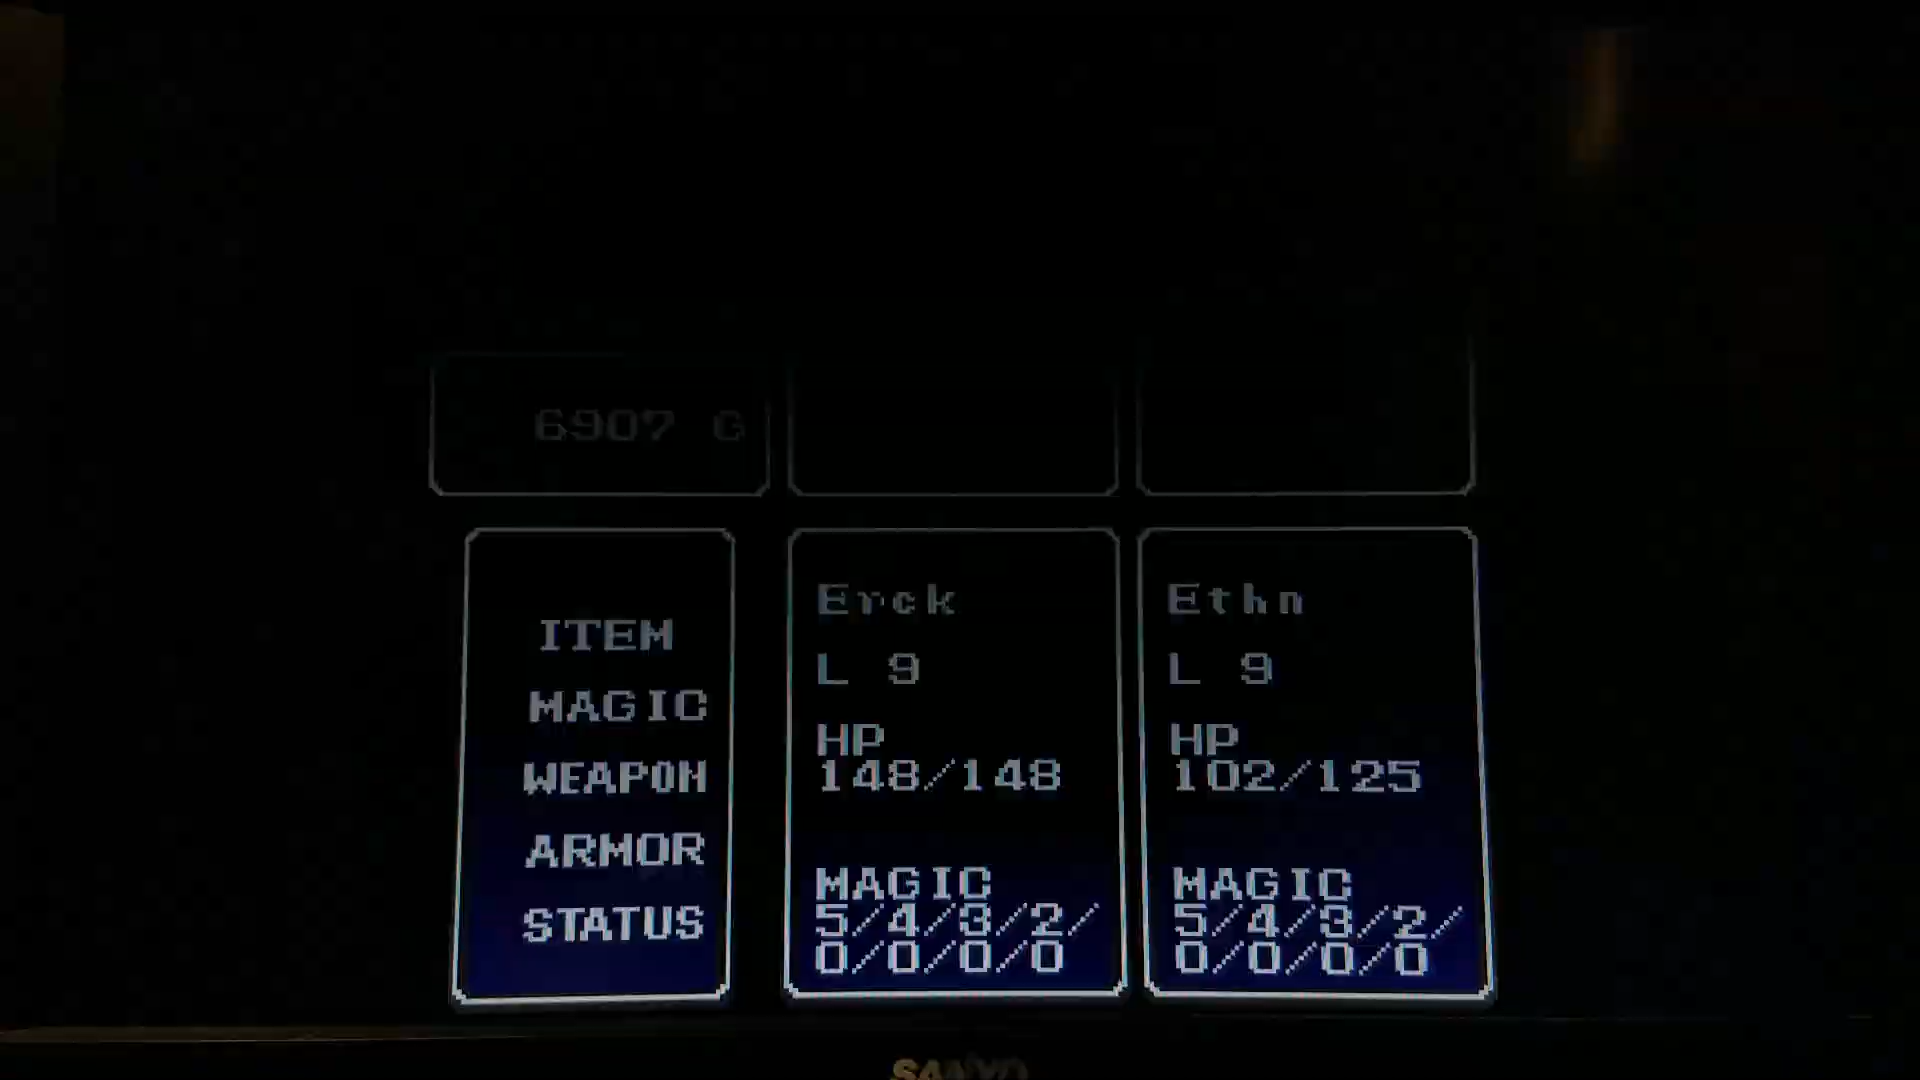 6907 G
ITEM
MAGIC
WEAPON
ARMOR
STATUS
Erck
L 9
HP
148/148
MAGIC
5/4/3/2/
0/0/0/0
Ethn
L 9
HP
102/125
MAGIC
5/4/3/2/
0/0/0/0
SANYO